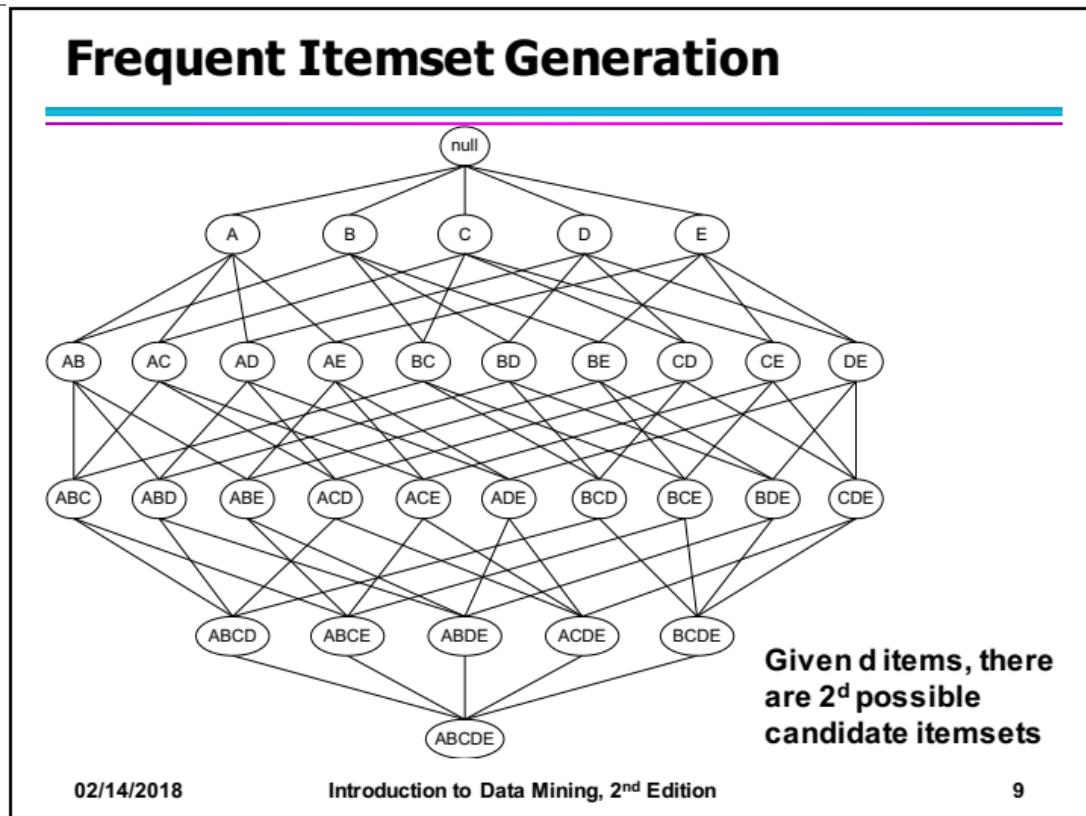 Frequent Itemset Generation
null
A B C D E
AB AC AD AE BC BD BE CD CE DE
ABC ABD ABE ACD ACE ADE BCD BCE BDE CDE
ABCD ABCE ABDE ACDE BCDE
ABCDE
Given d items, there
are 2^d possible
candidate itemsets
02/14/2018 Introduction to Data Mining, 2nd Edition 9